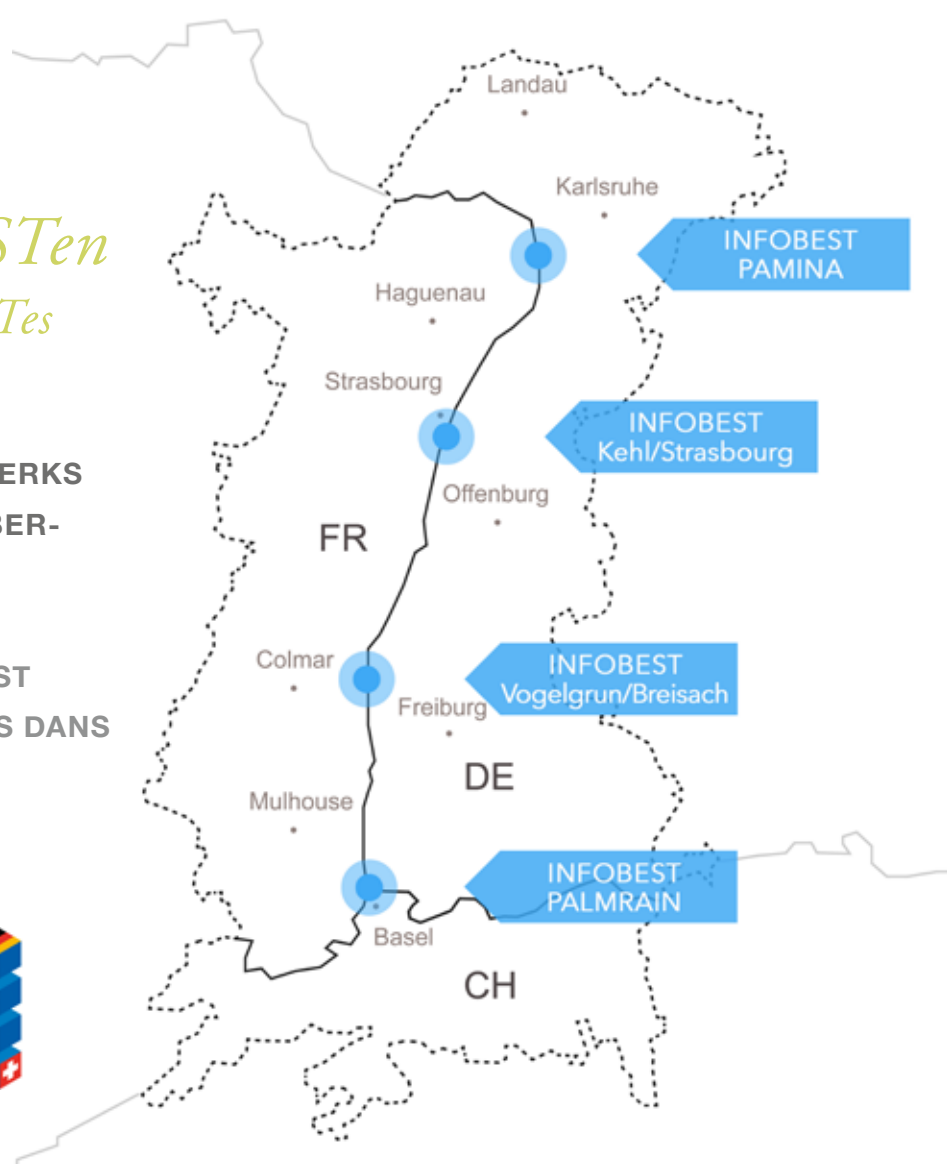 STen
Tes
ERKS
BER-
ST
S DANS
Landau
Karlsruhe
INFOBEST
PAMINA
Haguenau
Strasbourg
INFOBEST
Kehl/Strasbourg
Offenburg
FR
Colmar
INFOBEST
Vogelgrun/Breisach
Freiburg
DE
Mulhouse
INFOBEST
PALMRAIN
Basel
CH